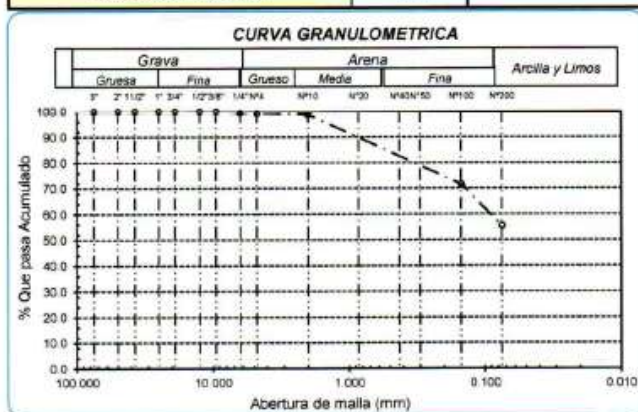 CURVA GRANULOMETRICA
Grava Arena Arcilla y Limos
Gruesa Fina Grueso Media Fina
3" 2" 11/2" 1" 3/4" 1/2" 3/8" 1/4" Nº4 Nº10 Nº20 Nº40 Nº50 Nº100 Nº200
100.0
90.0
80.0
70.0
60.0
50.0
40.0
30.0
20.0
10.0
0.0
% Que pasa Acumulado
100.000 10.000 1.000 0.100 0.010
Abertura de malla (mm)